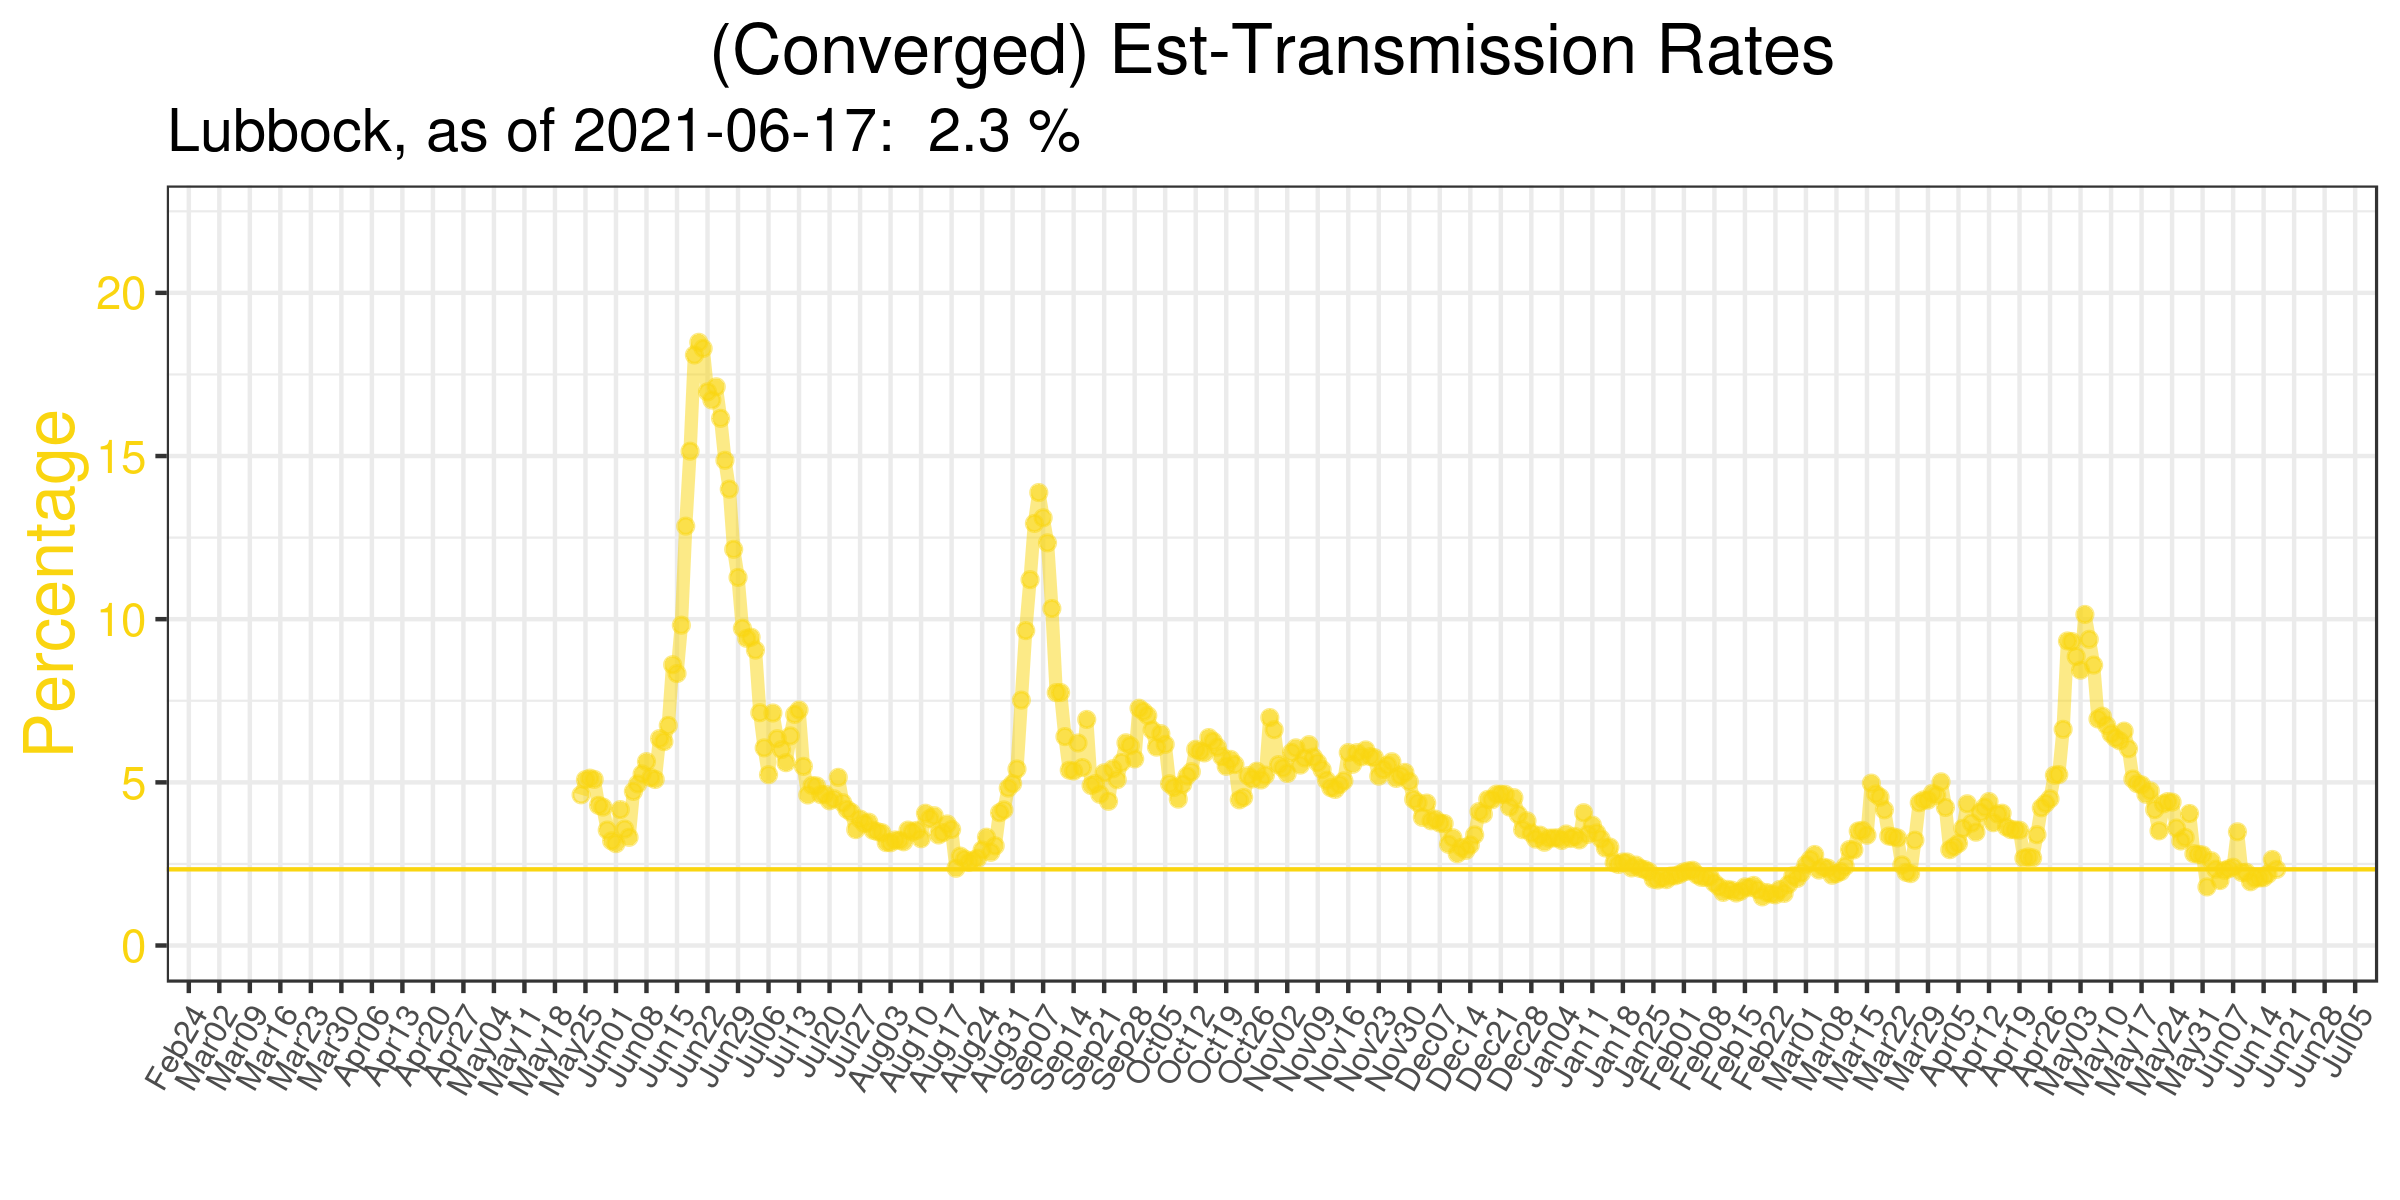 (Converged) Est-Transmission Rates
Lubbock, as of 2021-06-17:  2.3 %
Percentage
20
15
10
5
0
Feb24
Mar02
Mar09
Mar16
Mar23
Mar30
Apr06
Apr13
Apr20
Apr27
May04
May11
May18
May25
Jun01
Jun08
Jun15
Jun22
Jun29
Jul06
Jul13
Jul20
Jul27
Aug03
Aug10
Aug17
Aug24
Aug31
Sep07
Sep14
Sep21
Sep28
Oct05
Oct12
Oct19
Oct26
Nov02
Nov09
Nov16
Nov23
Nov30
Dec07
Dec14
Dec21
Dec28
Jan04
Jan11
Jan18
Jan25
Feb01
Feb08
Feb15
Feb22
Mar01
Mar08
Mar15
Mar22
Mar29
Apr05
Apr12
Apr19
Apr26
May03
May10
May17
May24
May31
Jun07
Jun14
Jun21
Jun28
Jul05